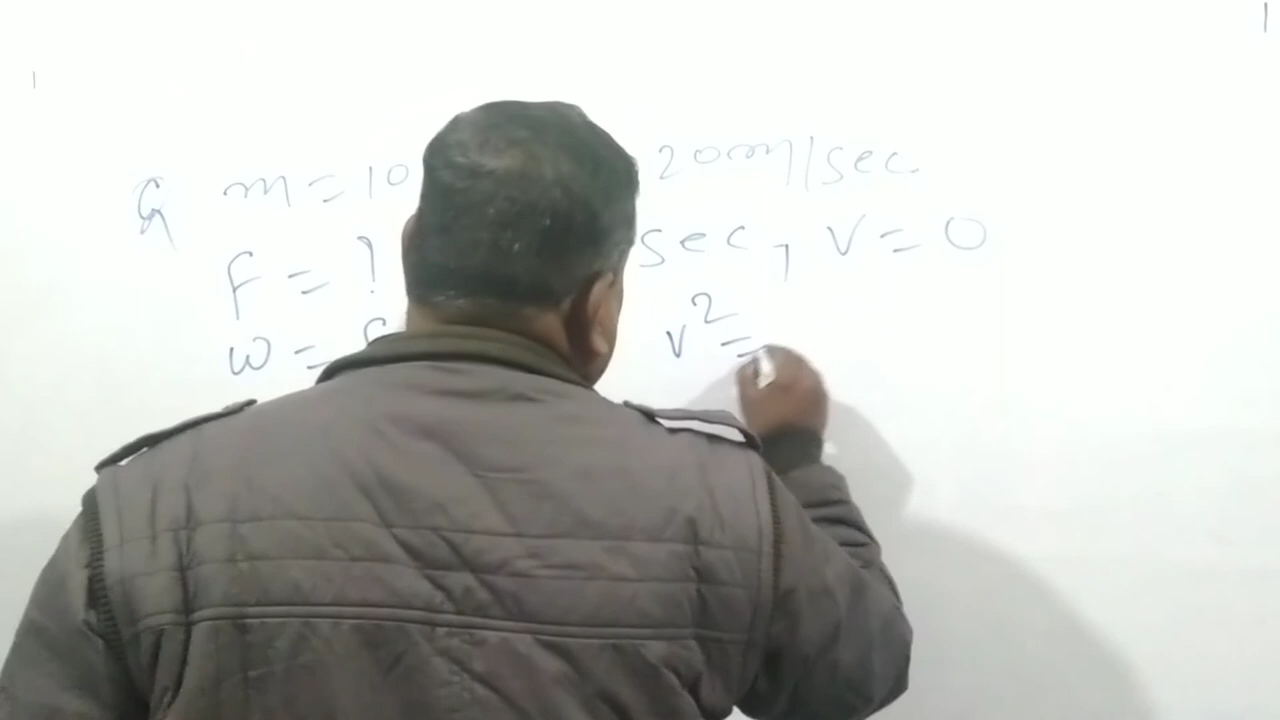 Q m = 10 20m/sec
F = ? sec, v = 0
w = v² =